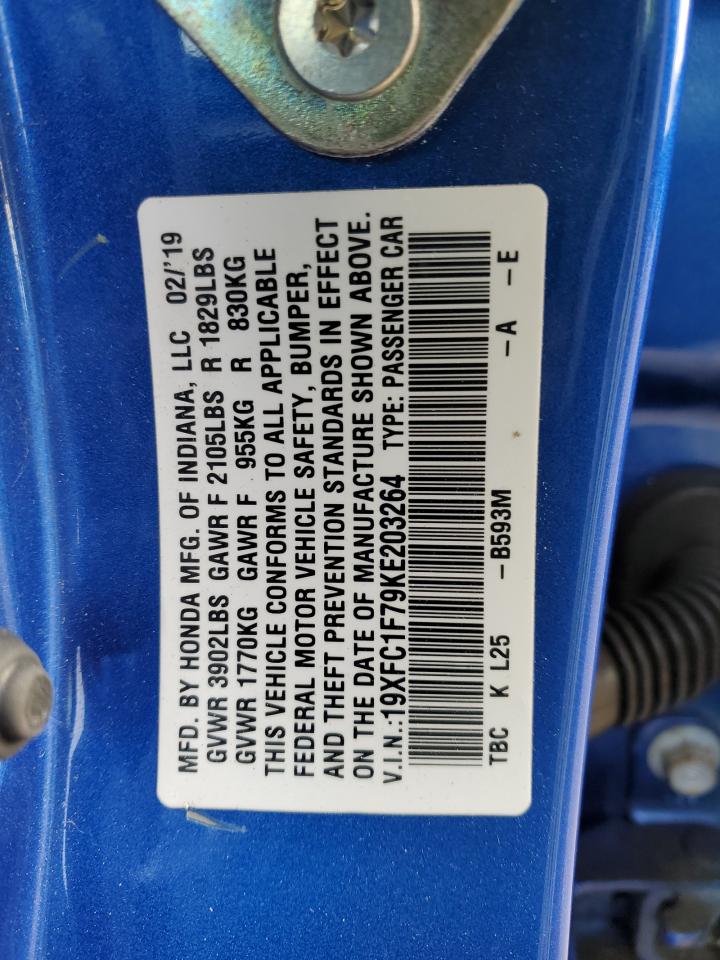 MFD. BY HONDA MFG. OF INDIANA, LLC 02/'19
GVWR 3902LBS GAWR F 2105LBS R 1829LBS
GVWR 1770KG GAWR F 955KG R 830KG
THIS VEHICLE CONFORMS TO ALL APPLICABLE
FEDERAL MOTOR VEHICLE SAFETY, BUMPER,
AND THEFT PREVENTION STANDARDS IN EFFECT
ON THE DATE OF MANUFACTURE SHOWN ABOVE.
V.I.N.:19XFC1F79KE203264 TYPE: PASSENGER CAR
TBC K L25 -B593M -A -E